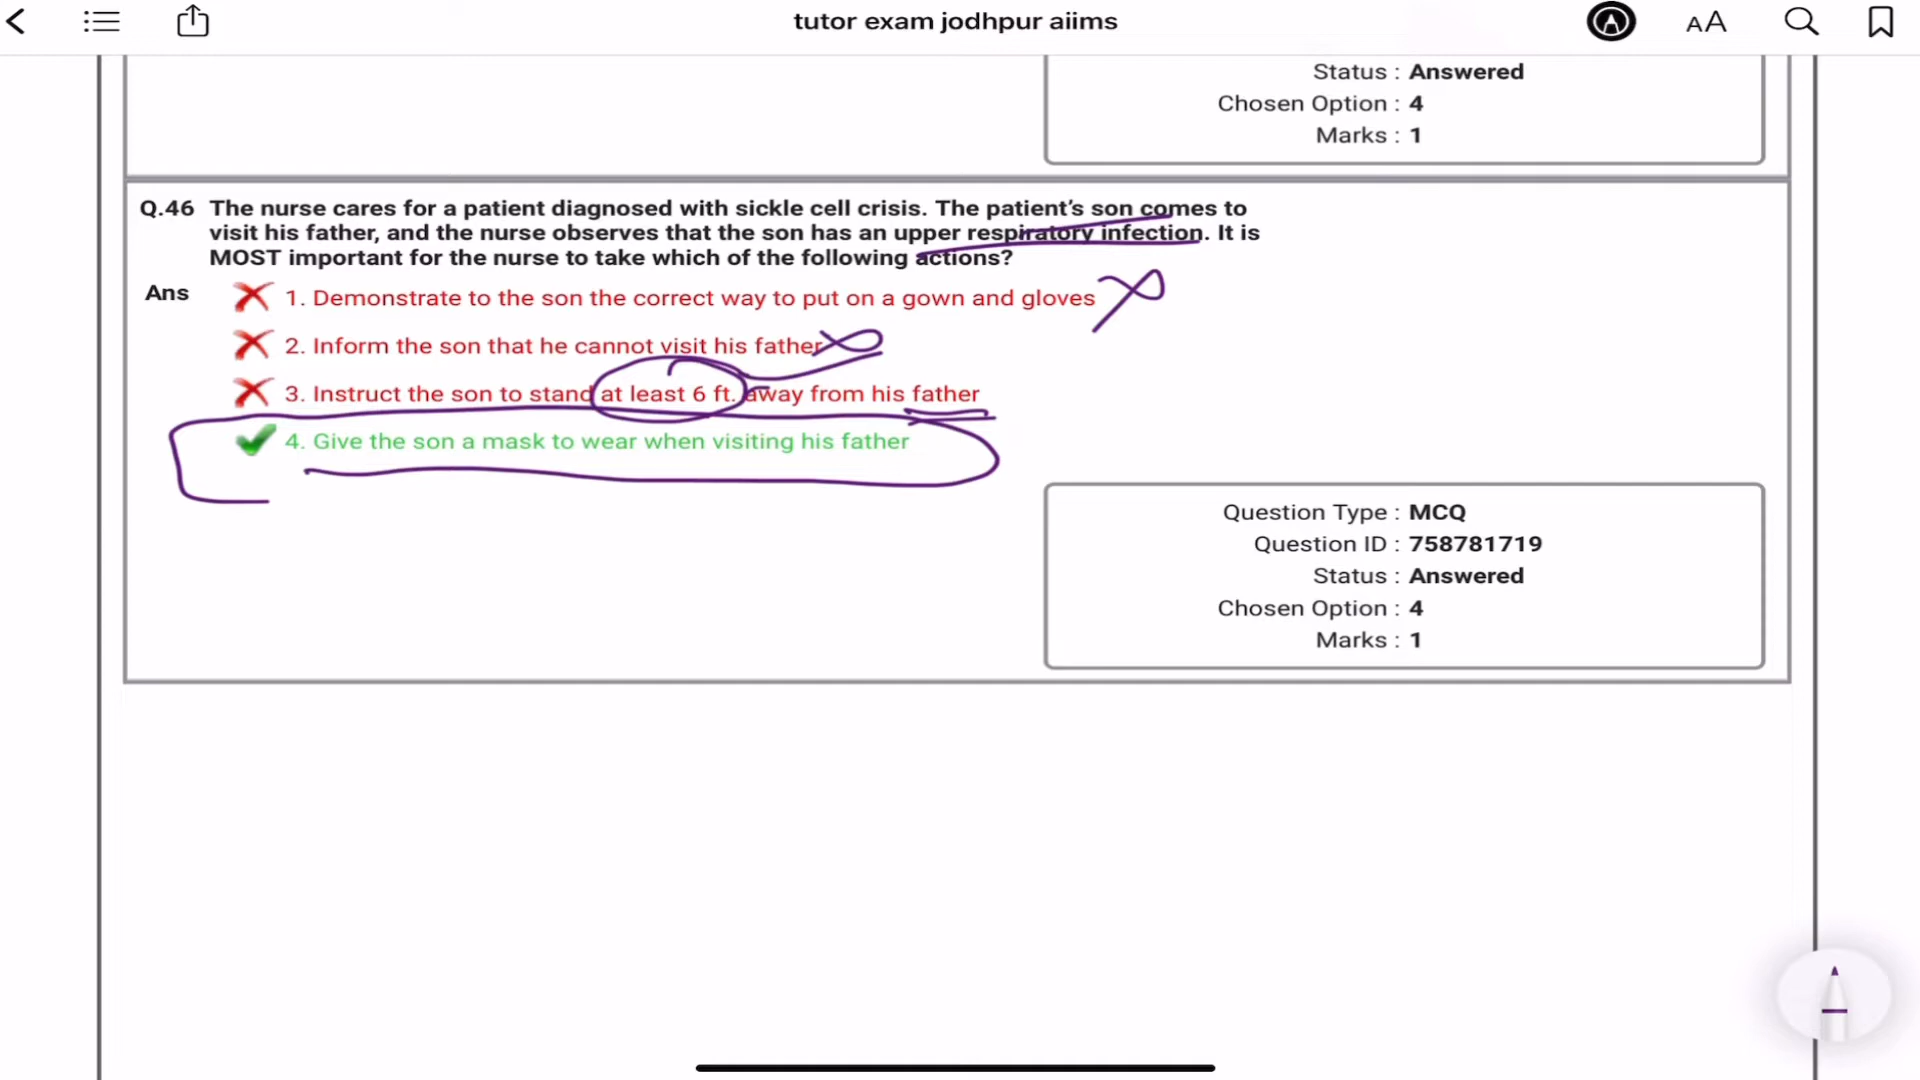 tutor exam jodhpur aiims
AA
Status : Answered
Chosen Option : 4
Marks : 1
Q.46 The nurse cares for a patient diagnosed with sickle cell crisis. The patient's son comes to
visit his father, and the nurse observes that the son has an upper respiratory infection. It is
MOST important for the nurse to take which of the following actions?
Ans 1. Demonstrate to the son the correct way to put on a gown and gloves
2. Inform the son that he cannot visit his father
3. Instruct the son to stand at least 6 ft. away from his father
4. Give the son a mask to wear when visiting his father
Question Type : MCQ
Question ID : 758781719
Status : Answered
Chosen Option : 4
Marks : 1